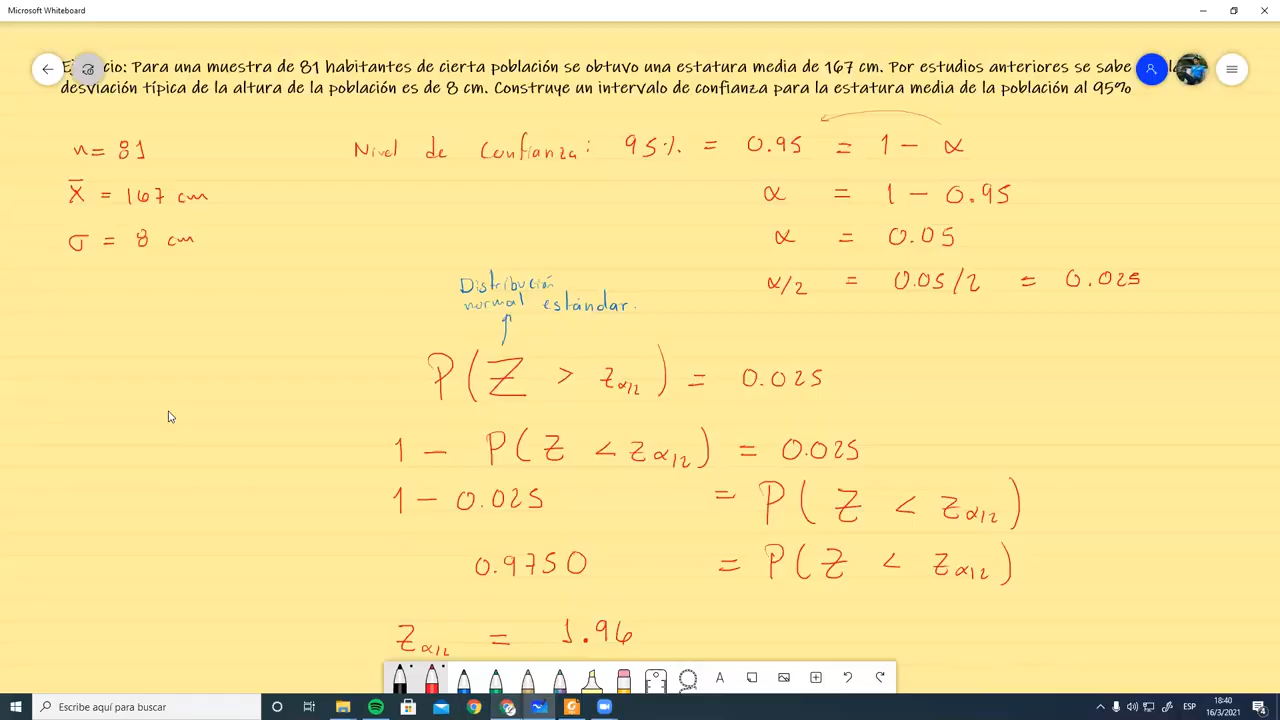 Microsoft Whiteboard
cio: Para una muestra de 81 habitantes de cierta población se obtuvo una estatura media de 167 cm. Por estudios anteriores se sabe la
desviación típica de la altura de la población es de 8 cm. Construye un intervalo de confianza para la estatura media de la población al 95%
n = 81
Nivel de Confianza: 95% = 0.95 = 1 - α
X̄ = 167 cm
α = 1 - 0.95
σ = 8 cm
α = 0.05
α/2 = 0.05/2 = 0.025
Distribución
normal estándar.
P(Z > zα/2) = 0.025
1 - P(Z < zα/2) = 0.025
1 - 0.025 = P(Z < zα/2)
0.9750 = P(Z < zα/2)
zα/2 = 1.96
A
Escribe aquí para buscar
ESP
18:40
16/3/2021
4